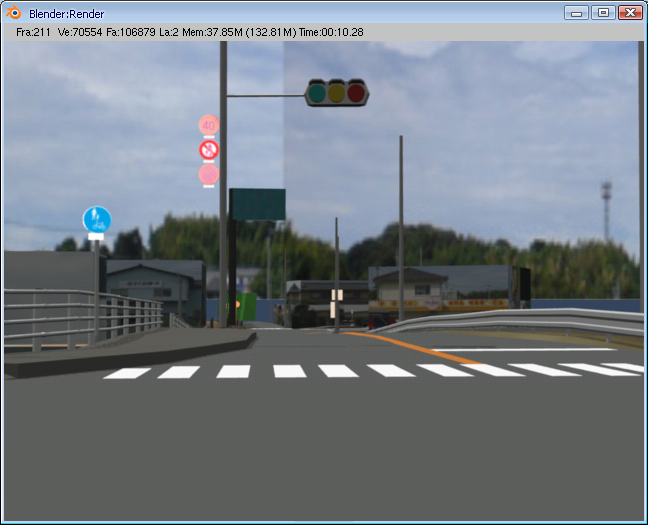 Blender:Render
Fra:211 Ve:70554 Fa:106879 La:2 Mem:37.85M (132.81M) Time:00:10.28
40